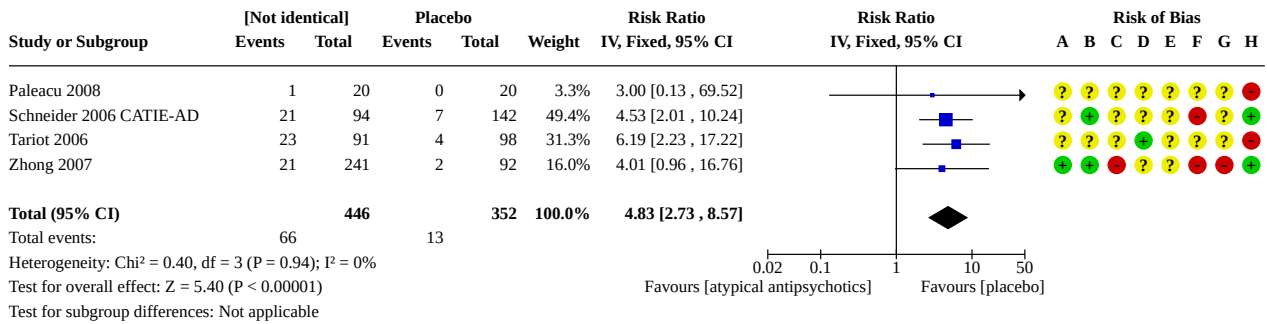 [Not identical] Placebo Risk Ratio Risk Ratio Risk of Bias
Study or Subgroup Events Total Events Total Weight IV, Fixed, 95% CI IV, Fixed, 95% CI A B C D E F G H
Paleacu 2008 1 20 0 20 3.3% 3.00 [0.13 , 69.52] ? ? ? ? ? ? ? -
Schneider 2006 CATIE-AD 21 94 7 142 49.4% 4.53 [2.01 , 10.24] ? + ? ? ? - ? +
Tariot 2006 23 91 4 98 31.3% 6.19 [2.23 , 17.22] ? ? ? + ? ? ? -
Zhong 2007 21 241 2 92 16.0% 4.01 [0.96 , 16.76] + + - ? ? - - +
Total (95% CI) 446 352 100.0% 4.83 [2.73 , 8.57]
Total events: 66 13
Heterogeneity: Chi² = 0.40, df = 3 (P = 0.94); I² = 0%
0.02 0.1 1 10 50
Test for overall effect: Z = 5.40 (P < 0.00001)
Favours [atypical antipsychotics] Favours [placebo]
Test for subgroup differences: Not applicable